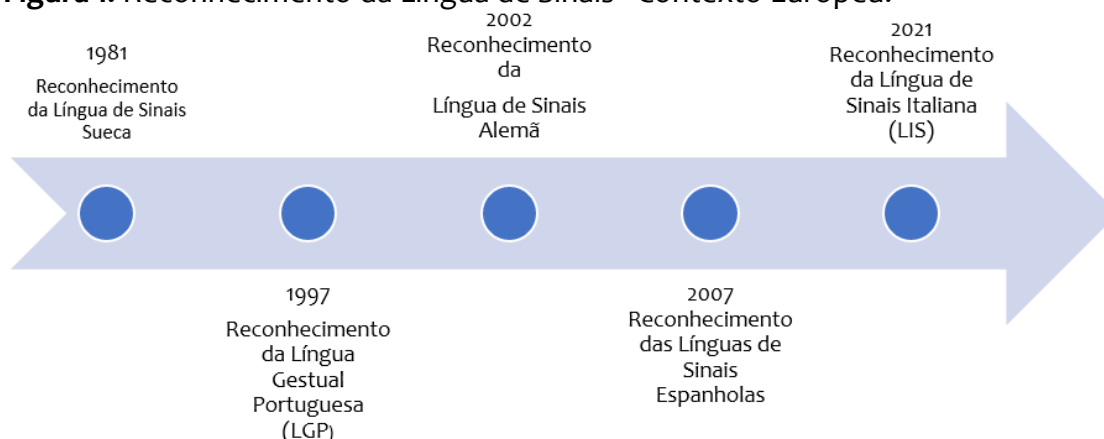 Figura 1. Reconhecimento da Língua de Sinais - Contexto Europeu.
1981
Reconhecimento
da Língua de Sinais
Sueca
1997
Reconhecimento
da Língua
Gestual
Portuguesa
(LGP)
2002
Reconhecimento
da
Língua de Sinais
Alemã
2007
Reconhecimento
das Línguas de
Sinais
Espanholas
2021
Reconhecimento
da Língua de
Sinais Italiana
(LIS)